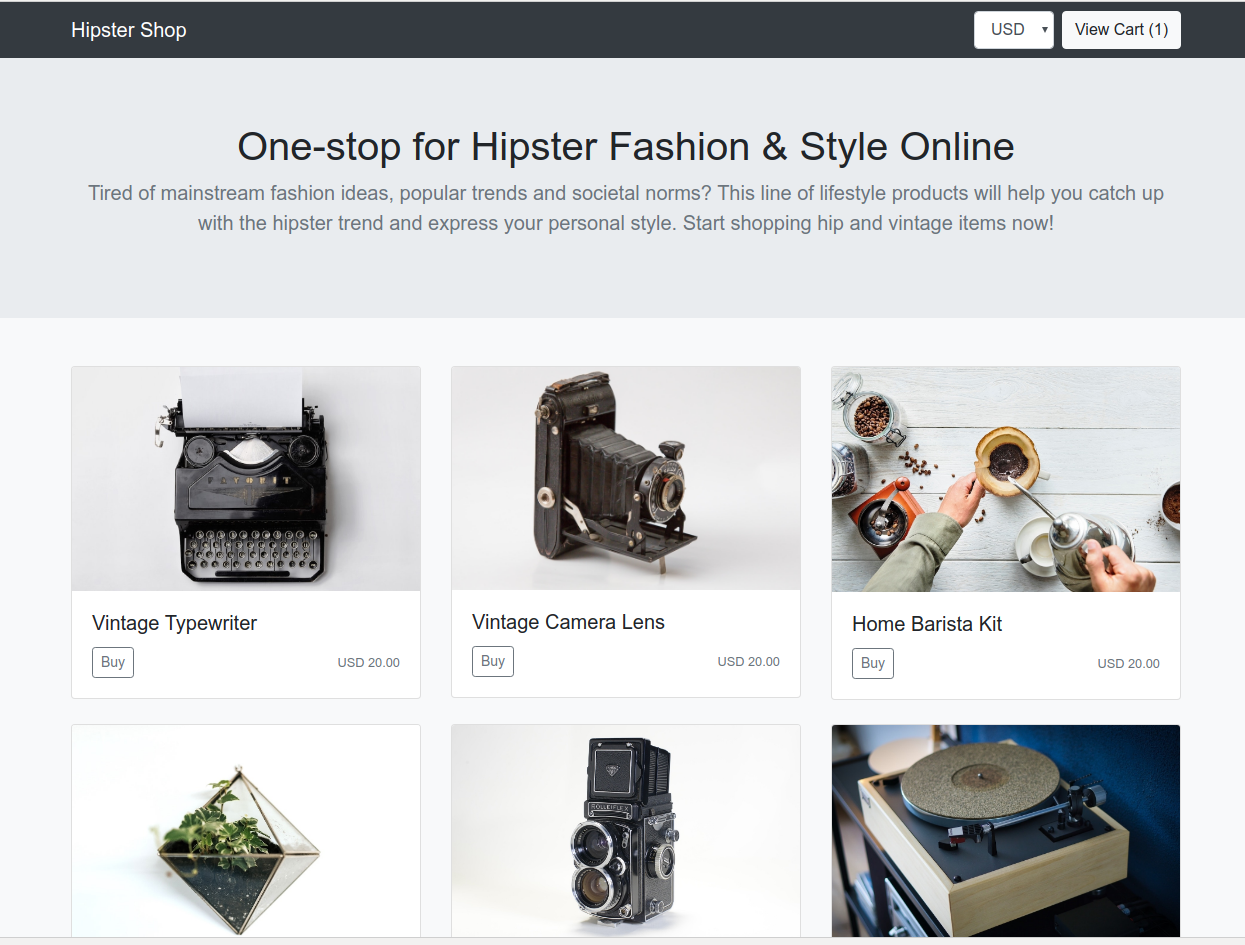 Hipster Shop
USD
View Cart (1)
One-stop for Hipster Fashion & Style Online
Tired of mainstream fashion ideas, popular trends and societal norms? This line of lifestyle products will help you catch up
with the hipster trend and express your personal style. Start shopping hip and vintage items now!
Vintage Typewriter
Buy
USD 20.00
Vintage Camera Lens
Buy
USD 20.00
Home Barista Kit
Buy
USD 20.00
ROLLEIFLEX